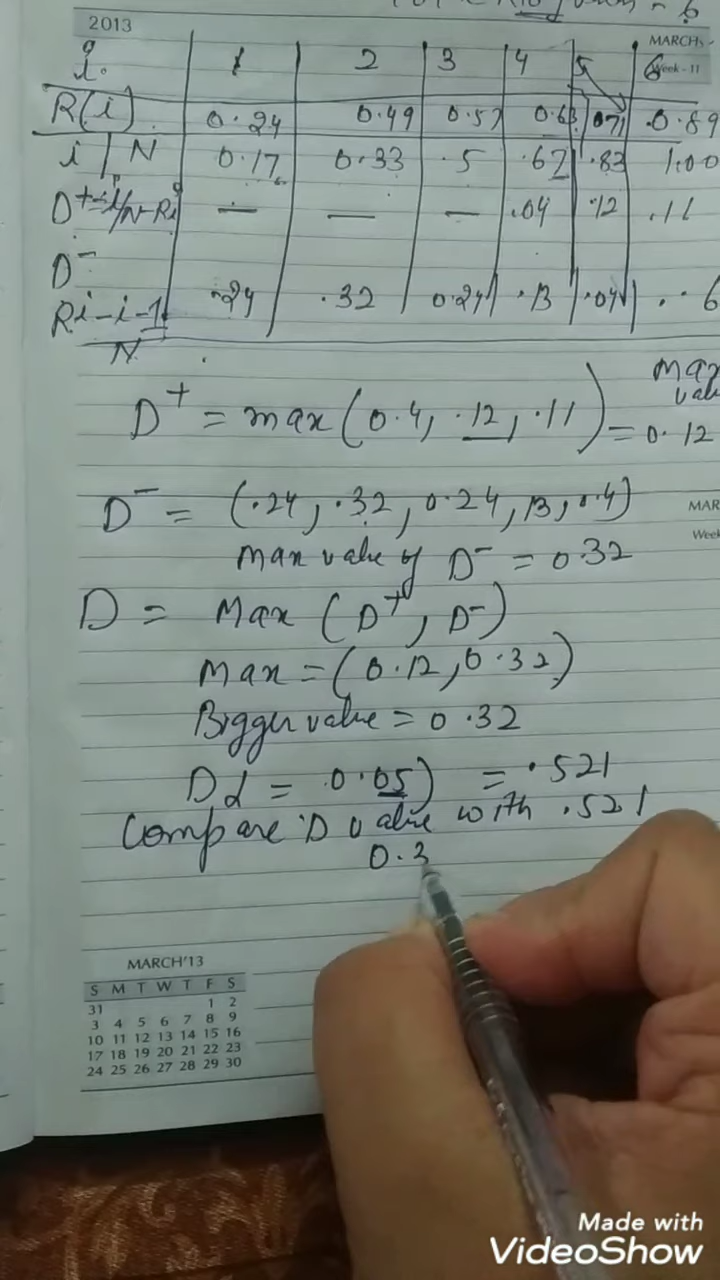 2013
MARCH
i 1 2 3 4 5 6 Week - 11
R(i) 0.24 0.49 0.57 0.63 071 0.89
i | N 0.17 0.33 .5 .67 .83 1.00
D+ = i/N-Ri — — — .04 .12 .11
D-
Ri-i-1 .24 .32 0.24 .13 .04 6
N
D+ = max (0.4, .12, .11) = 0.12
max
D- = (.24, .32, 0.24, 13, 0.4)
MAR
Week
Max value of D- = 0.32
D = Max (D+, D-)
Max = (0.12, 0.32)
Bigger value = 0.32
Dα = 0.05) = .521
Compare D value with .521
0.3
MARCH'13
S M T W T F S
31 1 2
3 4 5 6 7 8 9
10 11 12 13 14 15 16
17 18 19 20 21 22 23
24 25 26 27 28 29 30
Made with
VideoShow